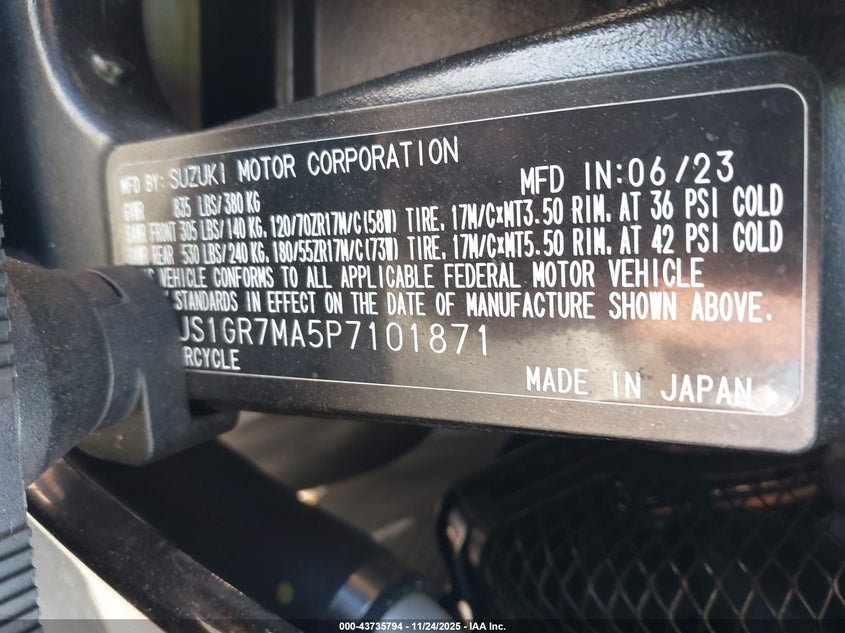 MFD BY: SUZUKI MOTOR CORPORATION MFD IN:06/23
GVWR 835 LBS/380 KG
FRONT 305 LBS/140 KG, 120/70ZR17M/C(58W) TIRE, 17M/C×MT3.50 RIM, AT 36 PSI COLD
REAR 530 LBS/240 KG, 180/55ZR17M/C(73W) TIRE, 17M/C×MT5.50 RIM, AT 42 PSI COLD
VEHICLE CONFORMS TO ALL APPLICABLE FEDERAL MOTOR VEHICLE
STANDARDS IN EFFECT ON THE DATE OF MANUFACTURE SHOWN ABOVE.
JS1GR7MA5P7101871
RCYCLE
MADE IN JAPAN
000-43735794 — 11/24/2025 — IAA Inc.